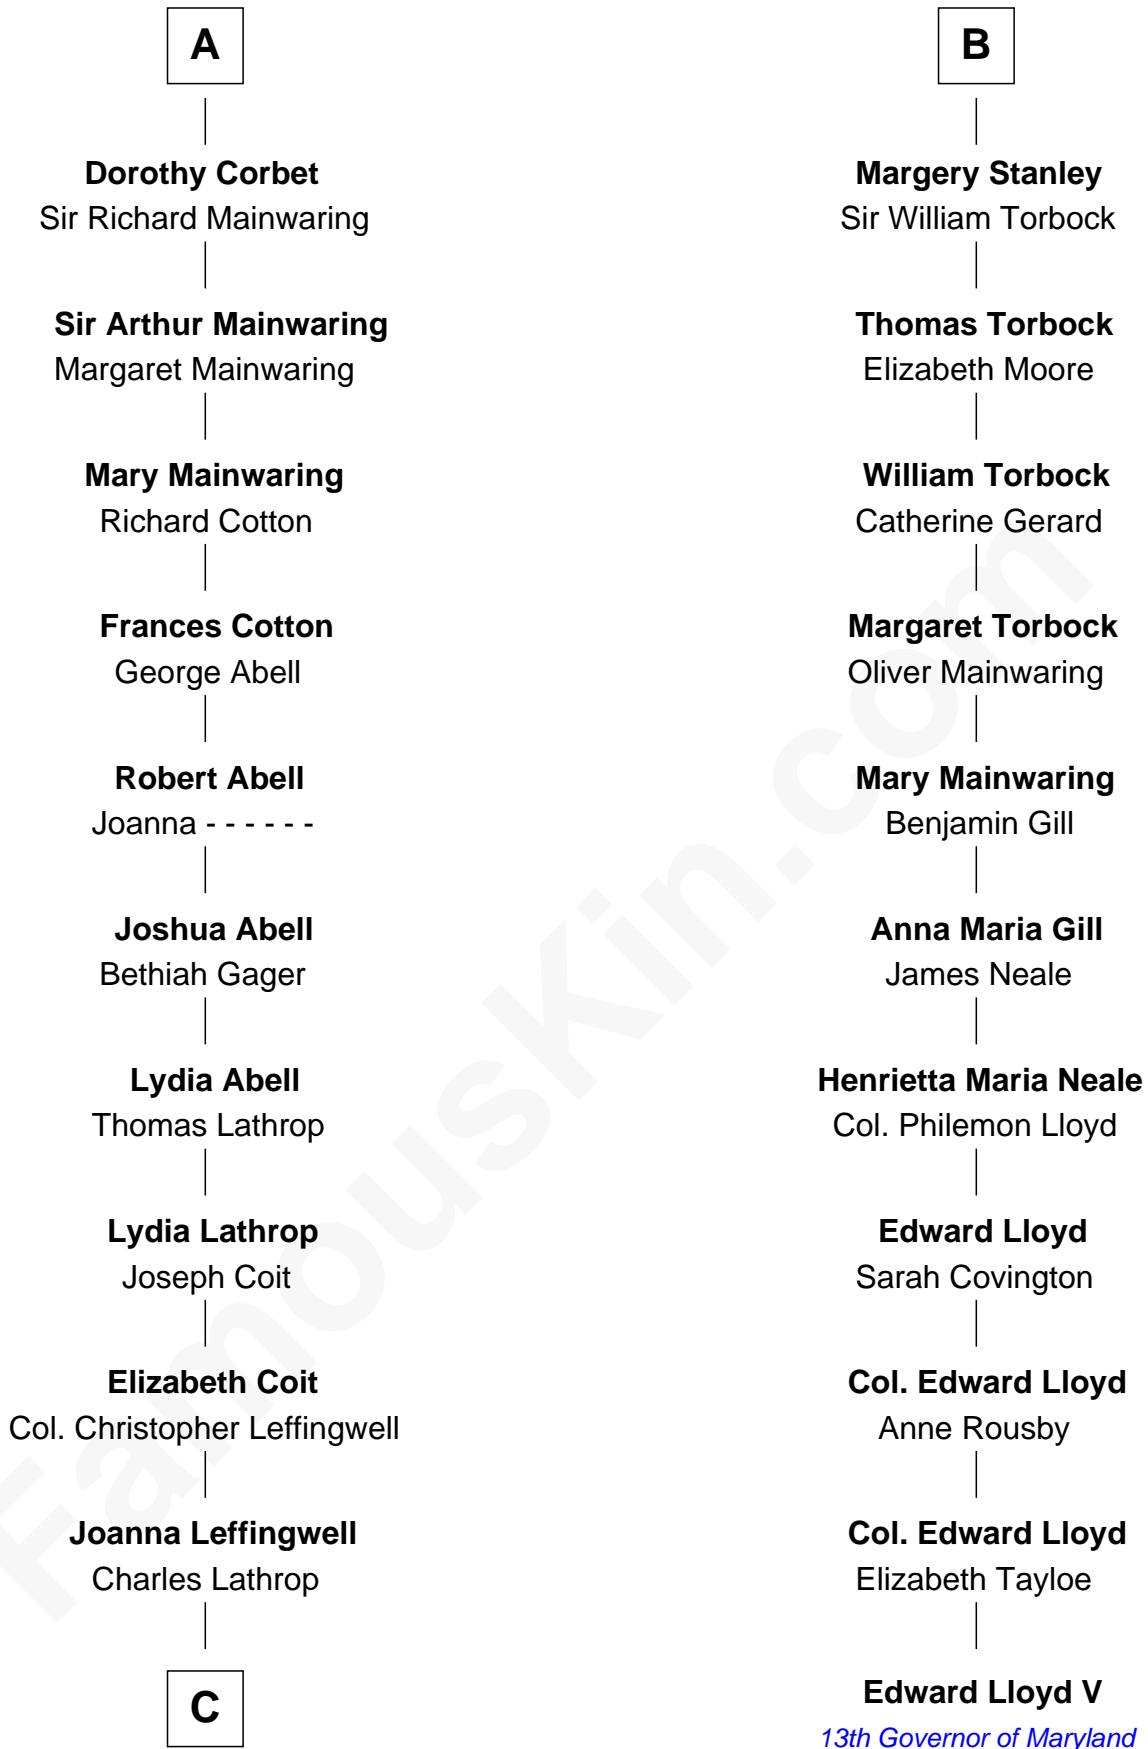 A
Dorothy Corbet
Sir Richard Mainwaring
Sir Arthur Mainwaring
Margaret Mainwaring
Mary Mainwaring
Richard Cotton
Frances Cotton
George Abell
Robert Abell
Joanna - - - - - -
Joshua Abell
Bethiah Gager
Lydia Abell
Thomas Lathrop
Lydia Lathrop
Joseph Coit
Elizabeth Coit
Col. Christopher Leffingwell
Joanna Leffingwell
Charles Lathrop
C
B
Margery Stanley
Sir William Torbock
Thomas Torbock
Elizabeth Moore
William Torbock
Catherine Gerard
Margaret Torbock
Oliver Mainwaring
Mary Mainwaring
Benjamin Gill
Anna Maria Gill
James Neale
Henrietta Maria Neale
Col. Philemon Lloyd
Edward Lloyd
Sarah Covington
Col. Edward Lloyd
Anne Rousby
Col. Edward Lloyd
Elizabeth Tayloe
Edward Lloyd V
13th Governor of Maryland
FamousKin.com